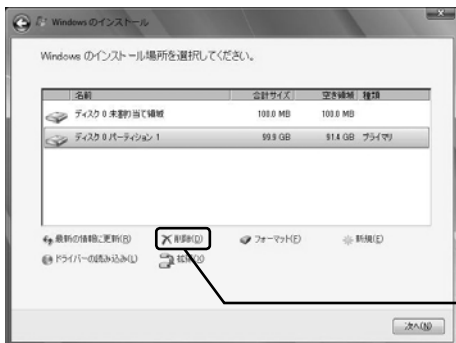 Windows のインストール
Windows のインストール場所を選択してください。
名前 合計サイズ 空き領域 種類
ディスク 0 未割り当て領域 100.0 MB 100.0 MB
ディスク 0 パーティション 1 99.9 GB 91.4 GB プライマリ
最新の情報に更新(R) 削除(D) フォーマット(F) 新規(E)
ドライバーの読み込み(L) 拡張(X)
次へ(N)